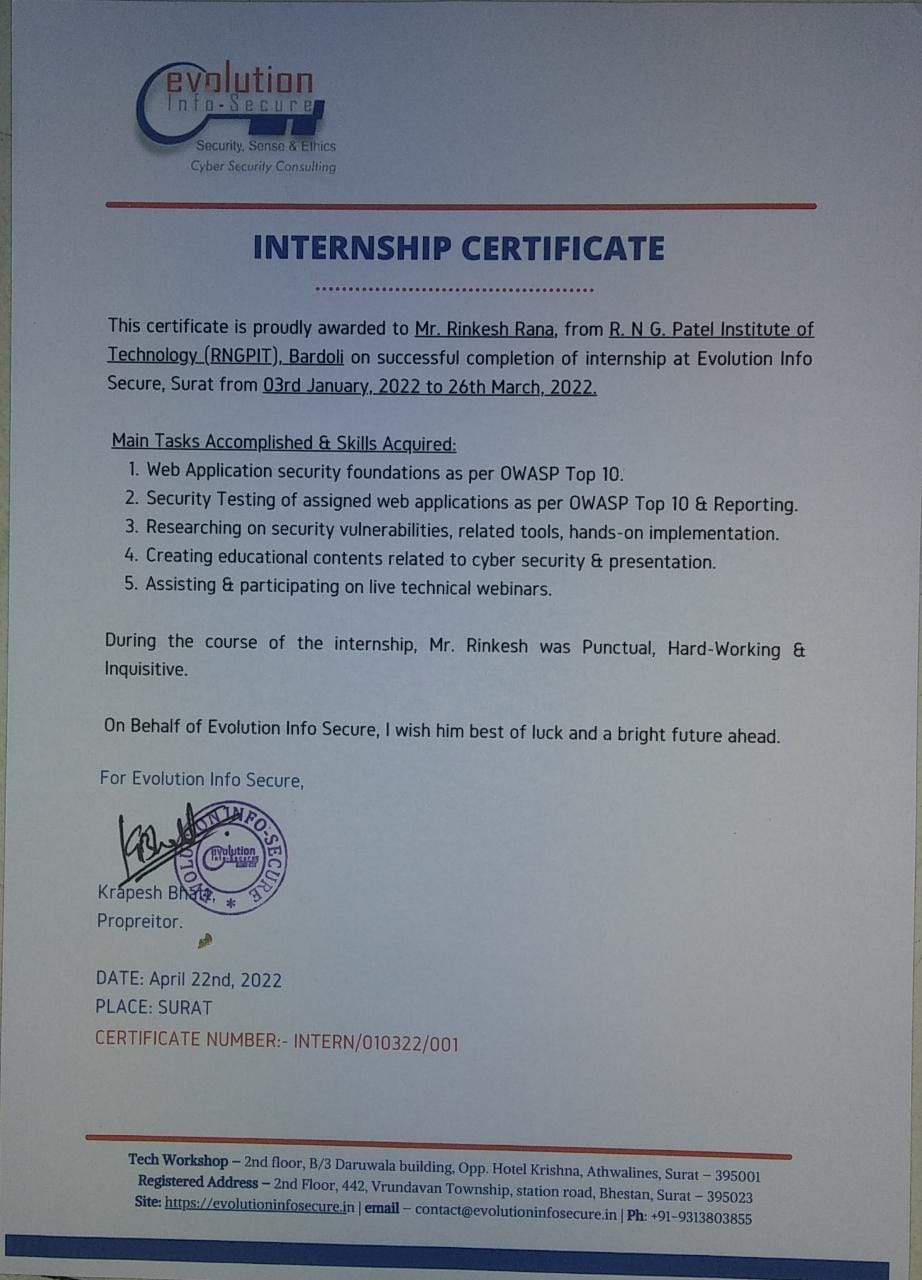 evolution
Info-Secure
Security, Sense & Ethics
Cyber Security Consulting
INTERNSHIP CERTIFICATE
This certificate is proudly awarded to Mr. Rinkesh Rana, from R. N G. Patel Institute of
Technology (RNGPIT), Bardoli on successful completion of internship at Evolution Info
Secure, Surat from 03rd January, 2022 to 26th March, 2022.
Main Tasks Accomplished & Skills Acquired:
1. Web Application security foundations as per OWASP Top 10.
2. Security Testing of assigned web applications as per OWASP Top 10 & Reporting.
3. Researching on security vulnerabilities, related tools, hands-on implementation.
4. Creating educational contents related to cyber security & presentation.
5. Assisting & participating on live technical webinars.
During the course of the internship, Mr. Rinkesh was Punctual, Hard-Working &
Inquisitive.
On Behalf of Evolution Info Secure, I wish him best of luck and a bright future ahead.
For Evolution Info Secure,
EVOLUTION INFO-SECURE *
evolution
Info-Secure
Krapesh Bhatt,
Propreitor.
DATE: April 22nd, 2022
PLACE: SURAT
CERTIFICATE NUMBER:- INTERN/010322/001
Tech Workshop – 2nd floor, B/3 Daruwala building, Opp. Hotel Krishna, Athwalines, Surat – 395001
Registered Address – 2nd Floor, 442, Vrundavan Township, station road, Bhestan, Surat – 395023
Site: https://evolutioninfosecure.in | email – contact@evolutioninfosecure.in | Ph: +91-9313803855